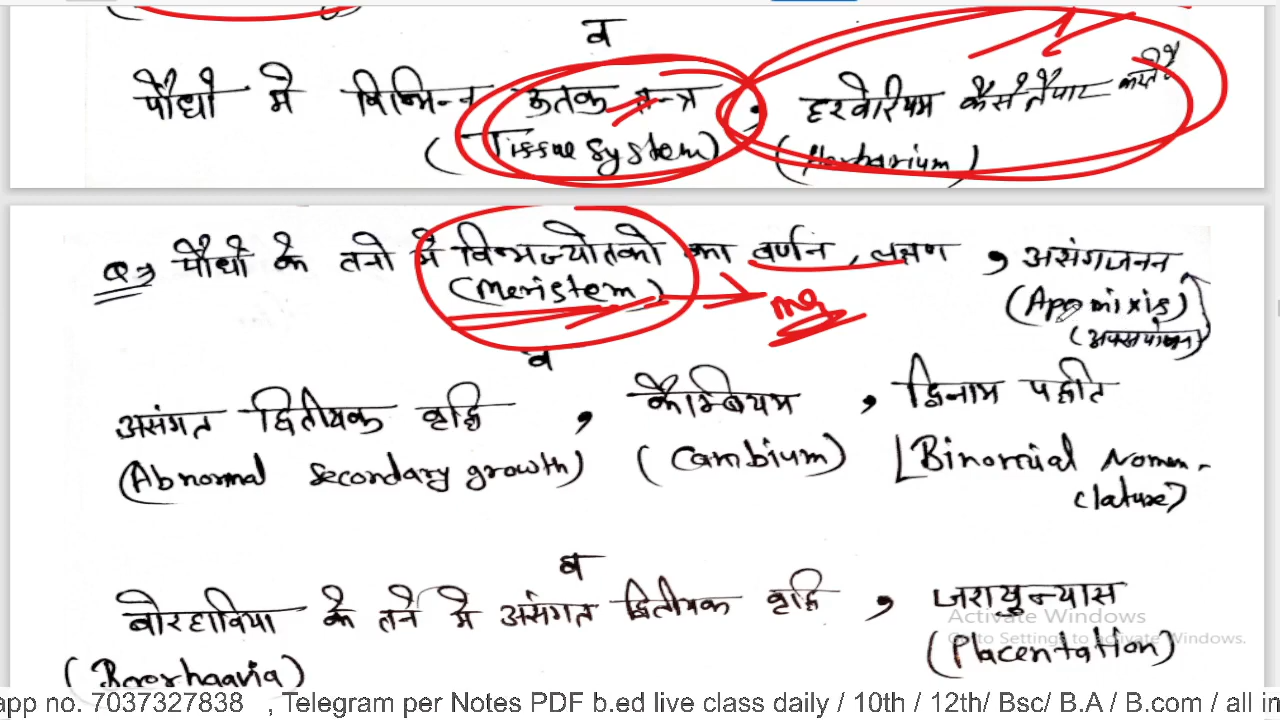 व
पौधो मे विभिन्न ऊतक तन्त्र , हरवेरियम कैसे तैयार करते है
(Tissue System) (Herbarium)
Q→ पौधो के तनो मे विभज्योतको का वर्णन, लक्षण , असंगजनन
(Meristem) → (Apomixis)
व
असंगत द्वितीयक वृद्धि , कैम्बियम , द्विनाम पद्धति
(Abnormal Secondary growth) (Cambium) [Binomial Nomen-
clature)
व
बोरहाविया के तने मे असंगत द्वितीयक वृद्धि , जरायुन्यास
(Boerhaavia) (Placentation)
Activate Windows
Go to Settings to activate Windows.
app no. 7037327838 , Telegram per Notes PDF b.ed live class daily / 10th / 12th/ Bsc/ B.A / B.com / all in